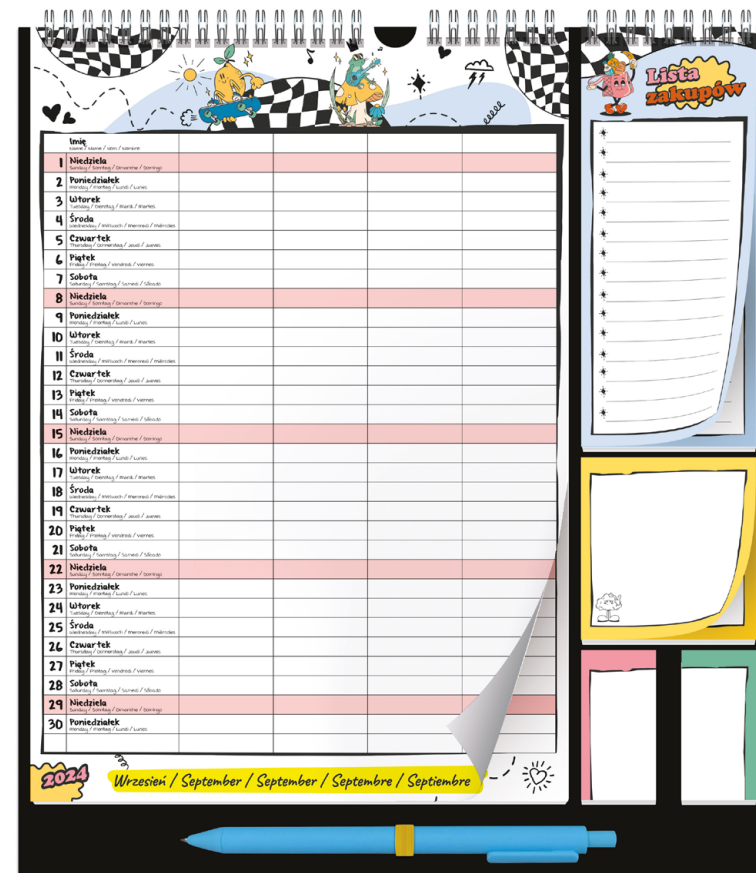 Lista
zakupów
Imię
Name / Name / Nom / Nombre
1 Niedziela
Sunday / Sonntag / Dimanche / Domingo
2 Poniedziałek
Monday / Montag / Lundi / Lunes
3 Wtorek
Tuesday / Dienstag / Mardi / Martes
4 Środa
Wednesday / Mittwoch / Mercredi / Miércoles
5 Czwartek
Thursday / Donnerstag / Jeudi / Jueves
6 Piątek
Friday / Freitag / Vendredi / Viernes
7 Sobota
Saturday / Samstag / Samedi / Sábado
8 Niedziela
Sunday / Sonntag / Dimanche / Domingo
9 Poniedziałek
Monday / Montag / Lundi / Lunes
10 Wtorek
Tuesday / Dienstag / Mardi / Martes
11 Środa
Wednesday / Mittwoch / Mercredi / Miércoles
12 Czwartek
Thursday / Donnerstag / Jeudi / Jueves
13 Piątek
Friday / Freitag / Vendredi / Viernes
14 Sobota
Saturday / Samstag / Samedi / Sábado
15 Niedziela
Sunday / Sonntag / Dimanche / Domingo
16 Poniedziałek
Monday / Montag / Lundi / Lunes
17 Wtorek
Tuesday / Dienstag / Mardi / Martes
18 Środa
Wednesday / Mittwoch / Mercredi / Miércoles
19 Czwartek
Thursday / Donnerstag / Jeudi / Jueves
20 Piątek
Friday / Freitag / Vendredi / Viernes
21 Sobota
Saturday / Samstag / Samedi / Sábado
22 Niedziela
Sunday / Sonntag / Dimanche / Domingo
23 Poniedziałek
Monday / Montag / Lundi / Lunes
24 Wtorek
Tuesday / Dienstag / Mardi / Martes
25 Środa
Wednesday / Mittwoch / Mercredi / Miércoles
26 Czwartek
Thursday / Donnerstag / Jeudi / Jueves
27 Piątek
Friday / Freitag / Vendredi / Viernes
28 Sobota
Saturday / Samstag / Samedi / Sábado
29 Niedziela
Sunday / Sonntag / Dimanche / Domingo
30 Poniedziałek
Monday / Montag / Lundi / Lunes
2024
Wrzesień / September / September / Septembre / Septiembre